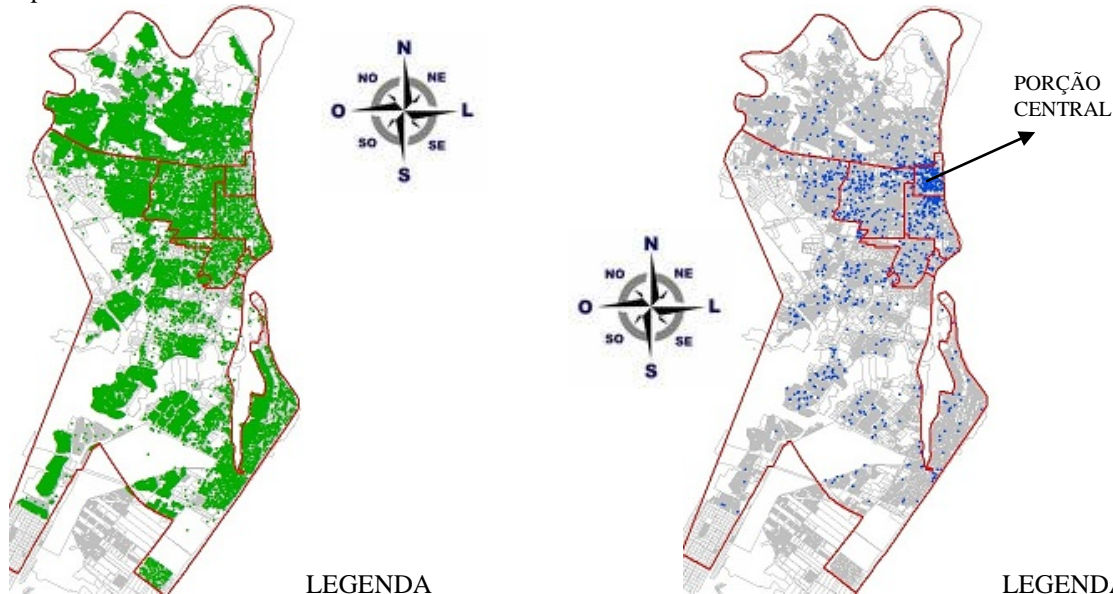 N
NO NE
O L
SO SE
S
PORÇÃO
CENTRAL
N
NO NE
O L
SO SE
S
LEGENDA
LEGENDA